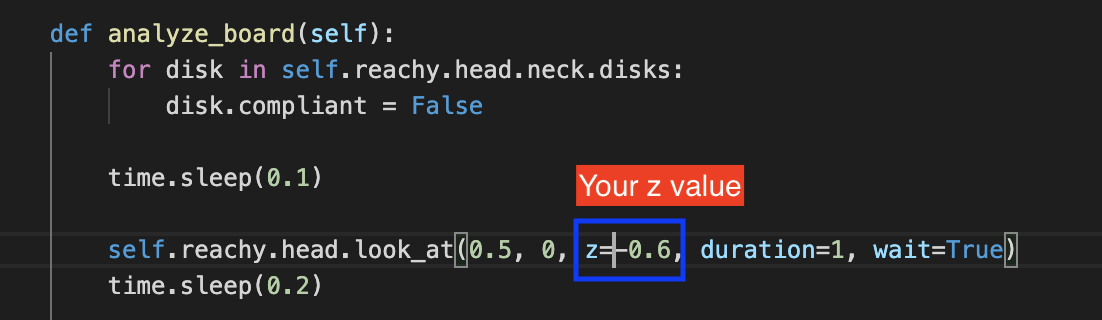 def analyze_board(self):
for disk in self.reachy.head.neck.disks:
disk.compliant = False
time.sleep(0.1)
Your z value
self.reachy.head.look_at(0.5, 0, z=-0.6, duration=1, wait=True)
time.sleep(0.2)